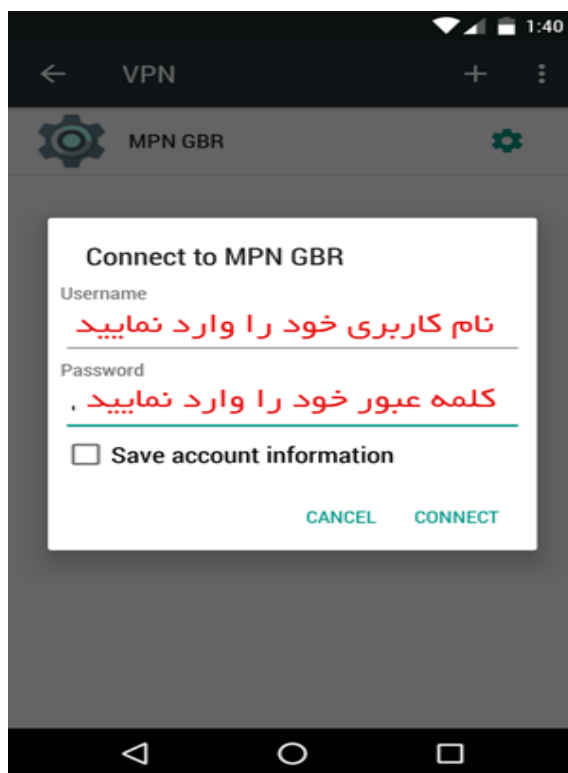 1:40
VPN
MPN GBR
Connect to MPN GBR
Username
نام کاربری خود را وارد نمایید
Password
کلمه عبور خود را وارد نمایید .
Save account information
CANCEL CONNECT